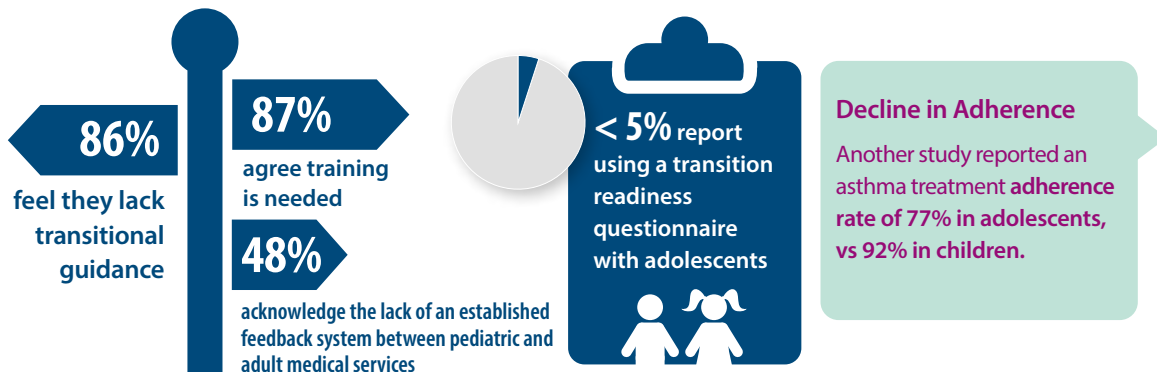 86%
feel they lack
transitional
guidance
87%
agree training
is needed
48%
acknowledge the lack of an established
feedback system between pediatric and
adult medical services
< 5% report
using a transition
readiness
questionnaire
with adolescents
Decline in Adherence
Another study reported an
asthma treatment adherence
rate of 77% in adolescents,
vs 92% in children.